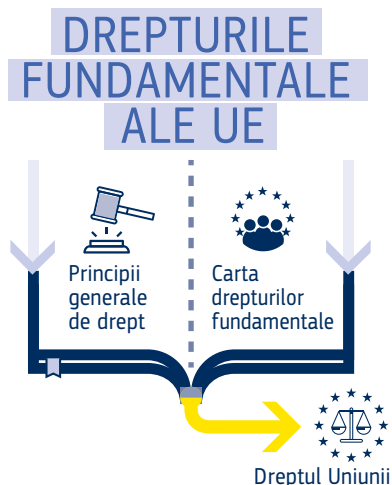 DREPTURILE
FUNDAMENTALE
ALE UE
Principii
generale
de drept
Carta
drepturilor
fundamentale
Dreptul Uniunii